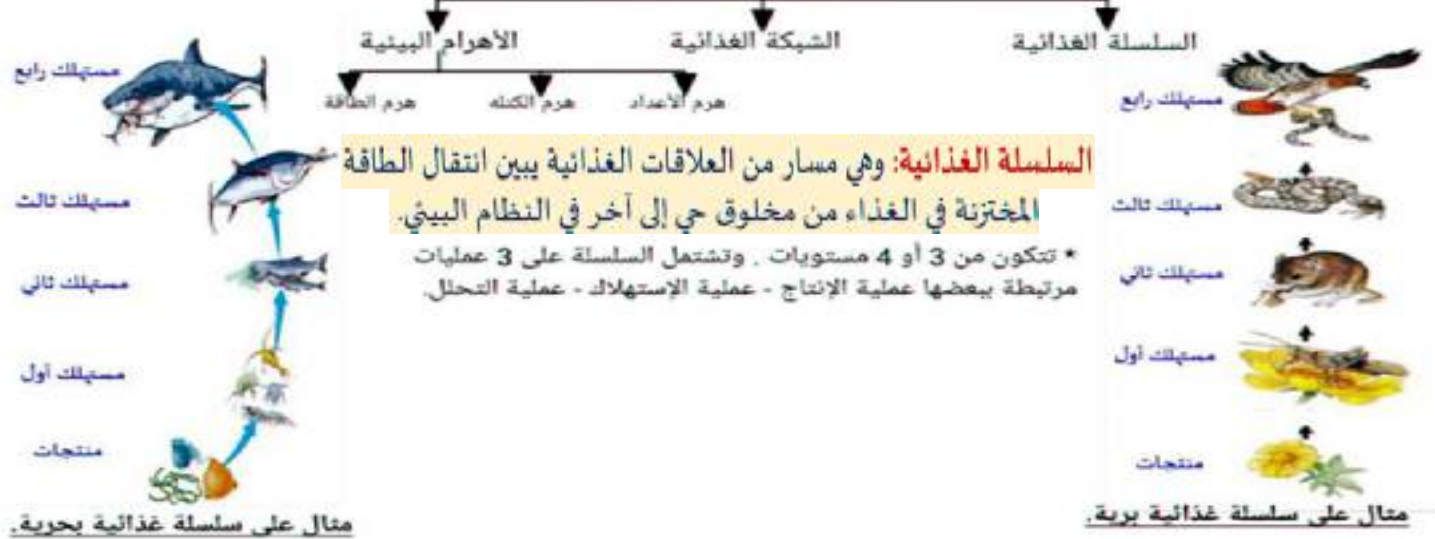 السلسلة الغذائية
الشبكة الغذائية
الأهرام البيئية
هرم الأعداد
هرم الكتله
هرم الطاقة
السلسلة الغذائية: وهي مسار من العلاقات الغذائية يبين انتقال الطاقة
المختزنة في الغذاء من مخلوق حي إلى آخر في النظام البيئي.
* تتكون من 3 أو 4 مستويات . وتشتمل السلسلة على 3 عمليات
مرتبطة ببعضها عملية الإنتاج - عملية الإستهلاك - عملية التحلل.
مستهلك رابع
مستهلك ثالث
مستهلك ثاني
مستهلك أول
منتجات
مثال على سلسلة غذائية برية.
مستهلك رابع
مستهلك ثالث
مستهلك ثاني
مستهلك أول
منتجات
مثال على سلسلة غذائية بحرية.